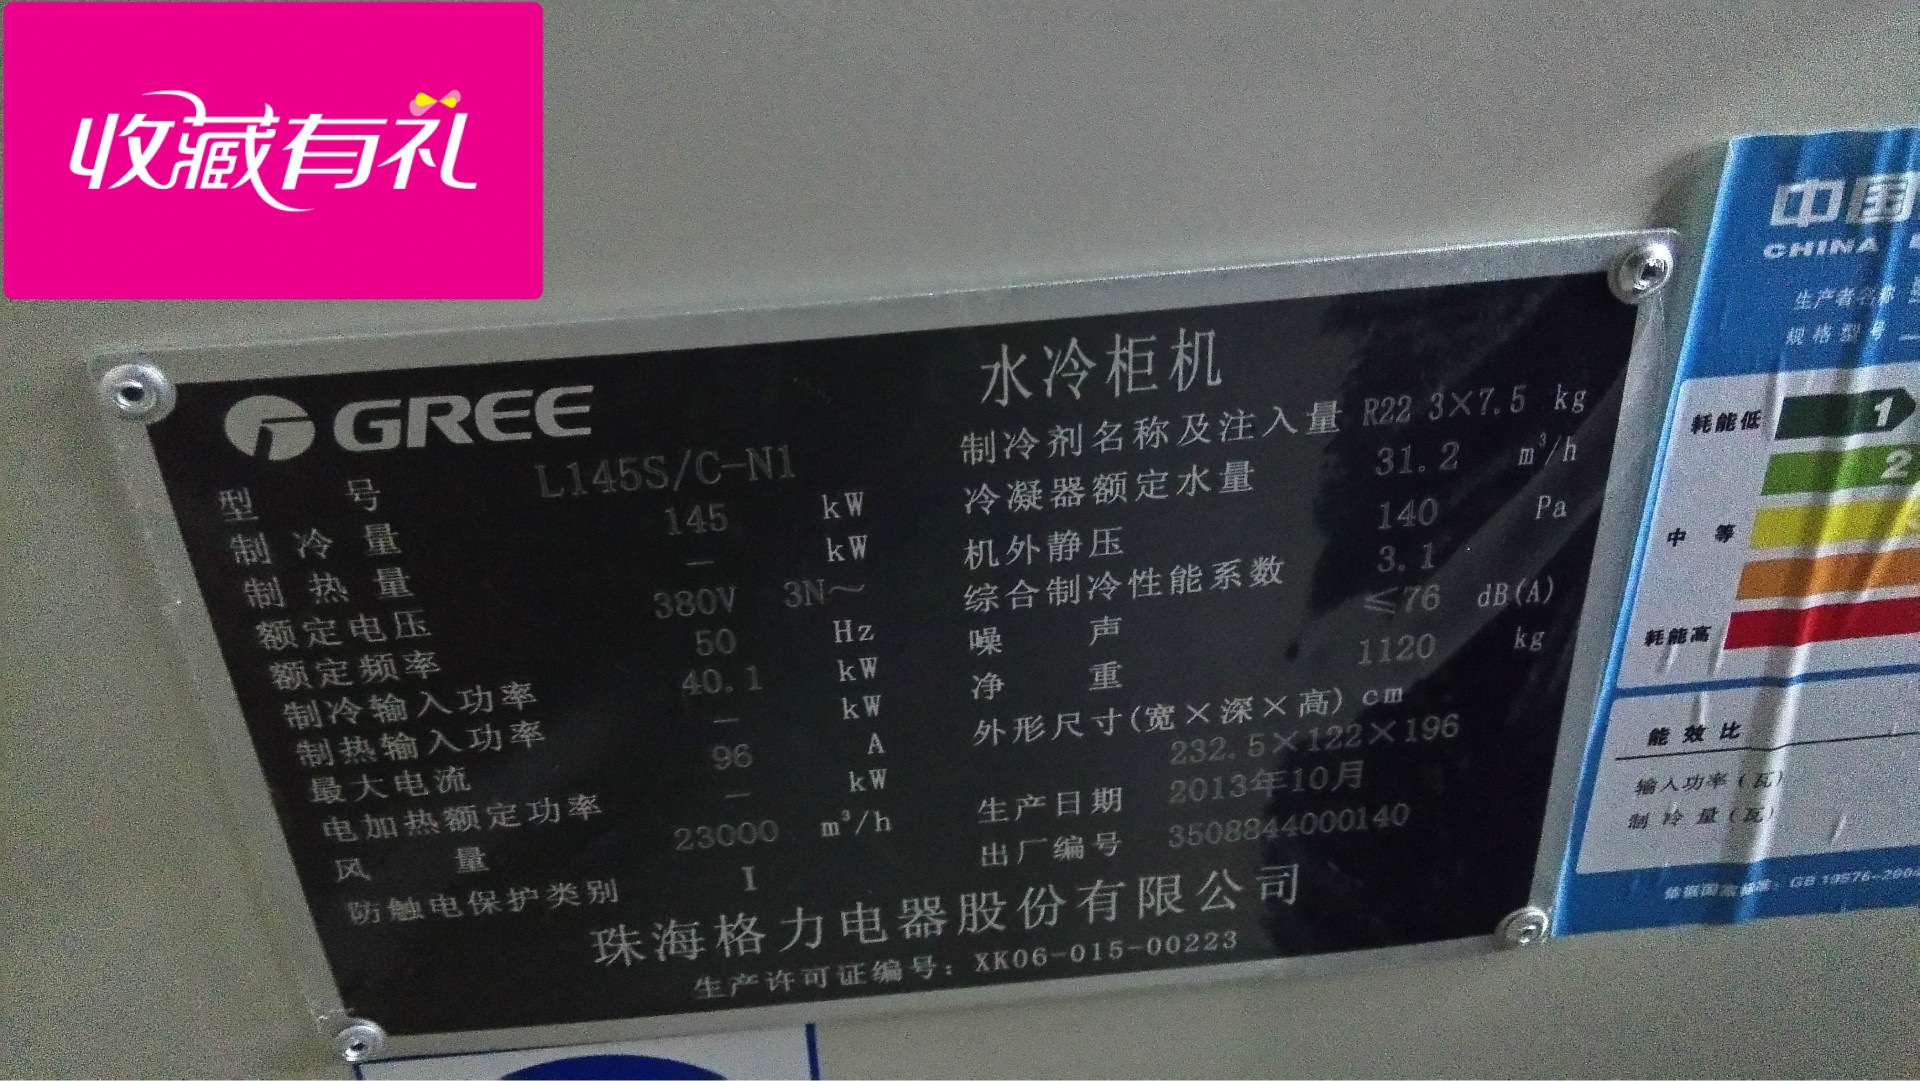 收藏有礼
GREE
水冷柜机
型号 L145S/C-N1
制冷量 145 kW
制热量 — kW
额定电压 380V 3N～
额定频率 50 Hz
制冷输入功率 40.1 kW
制热输入功率 — kW
最大电流 96 A
电加热额定功率 — kW
风量 23000 m³/h
防触电保护类别 I
制冷剂名称及注入量 R22 3×7.5 kg
冷凝器额定水量 31.2 m³/h
机外静压 140 Pa
综合制冷性能系数 3.1
噪声 ≤76 dB(A)
净重 1120 kg
外形尺寸(宽×深×高)cm
232.5×122×196
生产日期 2013年10月
出厂编号 3508844000140
珠海格力电器股份有限公司
生产许可证编号：XK06-015-00223
中国
CHINA
生产者名称
规格型号
耗能低
1
2
中等
耗能高
能效比
输入功率（瓦）
制冷量（瓦）
依据国家标准：GB 19576-2004